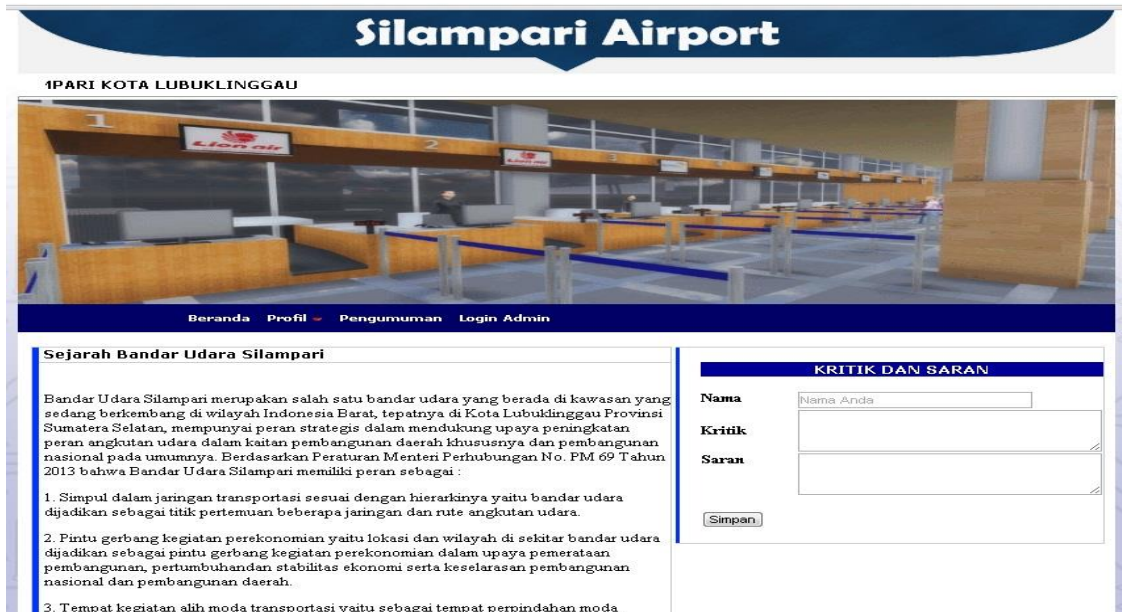 Silampari Airport
MPARI KOTA LUBUKLINGGAU
1
Lion air
2
Lion air
3
Beranda Profil Pengumuman Login Admin
Sejarah Bandar Udara Silampari
Bandar Udara Silampari merupakan salah satu bandar udara yang berada di kawasan yang
sedang berkembang di wilayah Indonesia Barat, tepatnya di Kota Lubuklinggau Provinsi
Sumatera Selatan, mempunyai peran strategis dalam mendukung upaya peningkatan
peran angkutan udara dalam kaitan pembangunan daerah khususnya dan pembangunan
nasional pada umumnya. Berdasarkan Peraturan Menteri Perhubungan No. PM 69 Tahun
2013 bahwa Bandar Udara Silampari memiliki peran sebagai :
1. Simpul dalam jaringan transportasi sesuai dengan hierarkinya yaitu bandar udara
dijadikan sebagai titik pertemuan beberapa jaringan dan rute angkutan udara.
2. Pintu gerbang kegiatan perekonomian yaitu lokasi dan wilayah di sekitar bandar udara
dijadikan sebagai pintu gerbang kegiatan perekonomian dalam upaya pemerataan
pembangunan, pertumbuhandan stabilitas ekonomi serta keselarasan pembangunan
nasional dan pembangunan daerah.
3. Tempat kegiatan alih moda transportasi yaitu sebagai tempat perpindahan moda
KRITIK DAN SARAN
Nama
Nama Anda
Kritik
Saran
Simpan